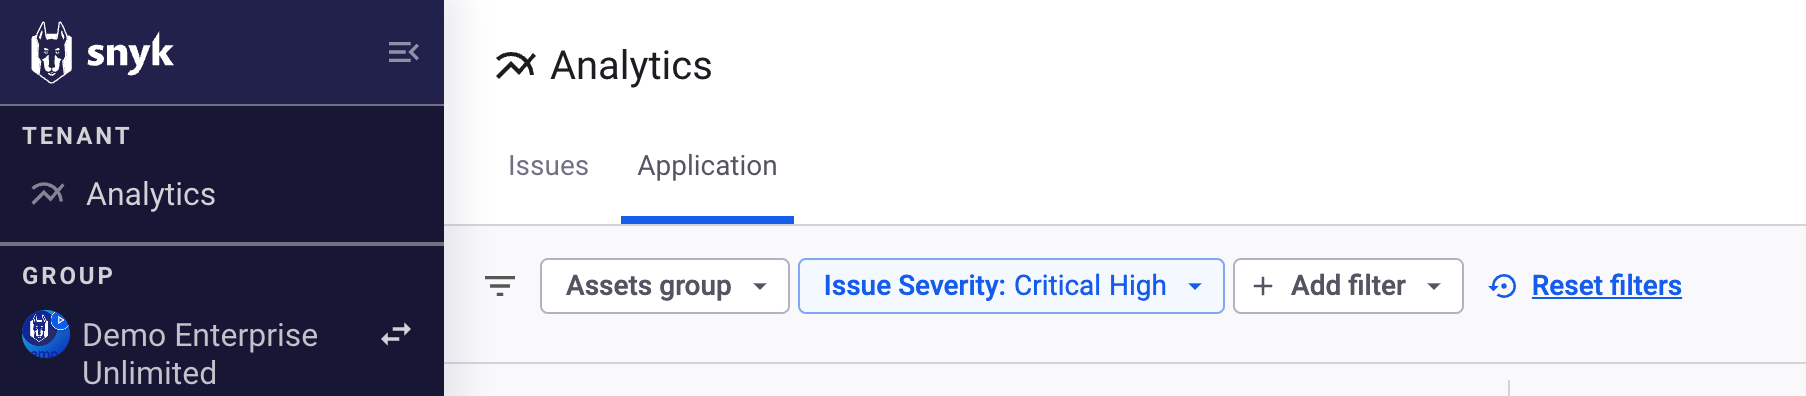 snyk
TENANT
Analytics
GROUP
Demo Enterprise
Unlimited
Analytics
Issues
Application
Assets group
Issue Severity: Critical High
+ Add filter
Reset filters